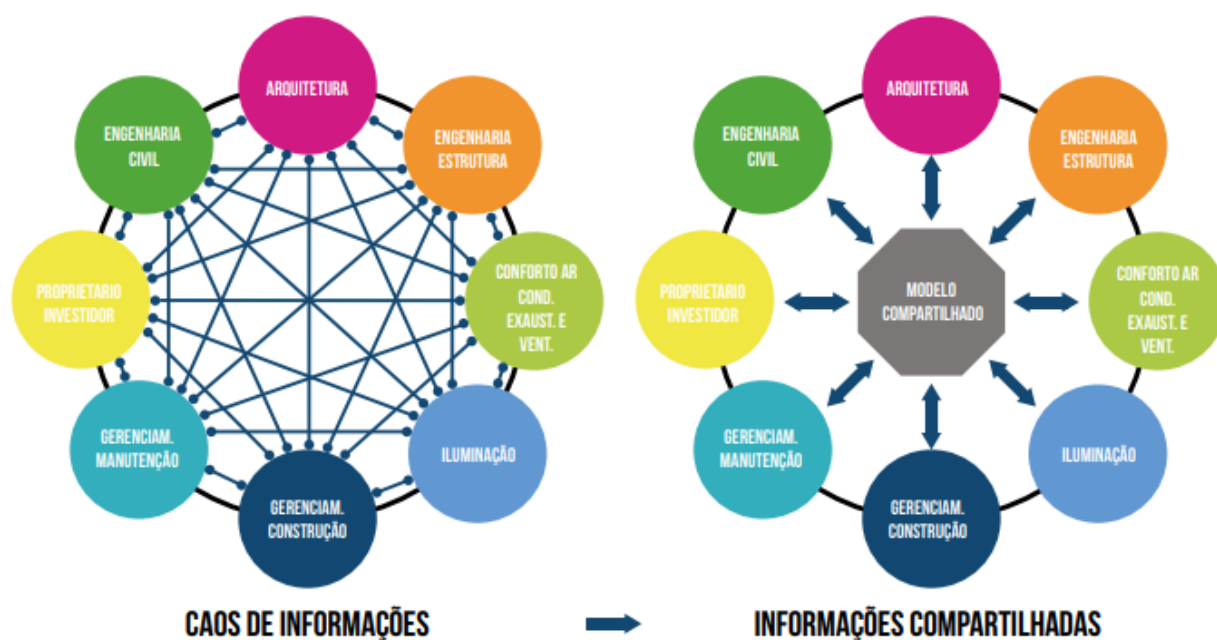 ARQUITETURA
ENGENHARIA
CIVIL
ENGENHARIA
ESTRUTURA
PROPRIETARIO
INVESTIDOR
CONFORTO AR
COND.
EXAUST. E
VENT.
GERENCIAM.
MANUTENÇÃO
ILUMINAÇÃO
GERENCIAM.
CONSTRUÇÃO
CAOS DE INFORMAÇÕES
ARQUITETURA
ENGENHARIA
CIVIL
ENGENHARIA
ESTRUTURA
PROPRIETARIO
INVESTIDOR
MODELO
COMPARTILHADO
CONFORTO AR
COND.
EXAUST. E
VENT.
GERENCIAM.
MANUTENÇÃO
ILUMINAÇÃO
GERENCIAM.
CONSTRUÇÃO
INFORMAÇÕES COMPARTILHADAS